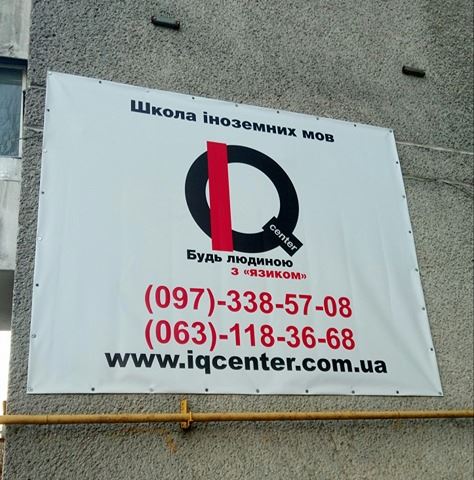 Школа іноземних мов
IQ
center
Будь людиною
з «язиком»
(097)-338-57-08
(063)-118-36-68
www.iqcenter.com.ua